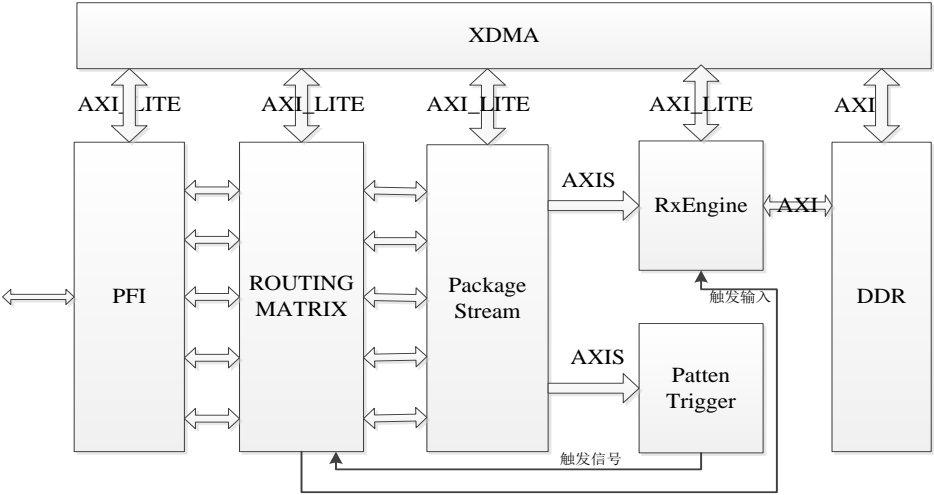 XDMA
AXI_LITE
AXI_LITE
AXI_LITE
AXI_LITE
AXI
PFI
ROUTING
MATRIX
Package
Stream
AXIS
RxEngine
AXI
DDR
触发输入
AXIS
Patten
Trigger
触发信号